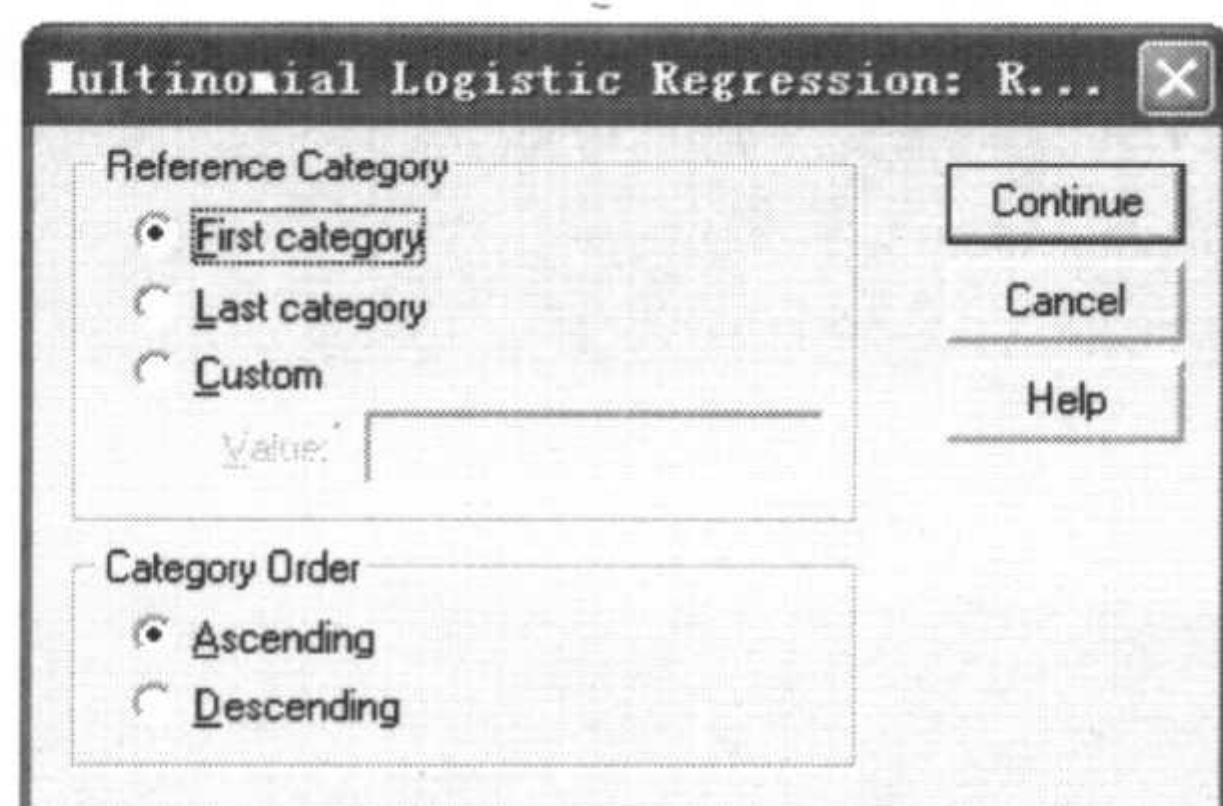 Multinomial Logistic Regression: R...
Reference Category
First category
Last category
Custom
Value:
Category Order
Ascending
Descending
Continue
Cancel
Help